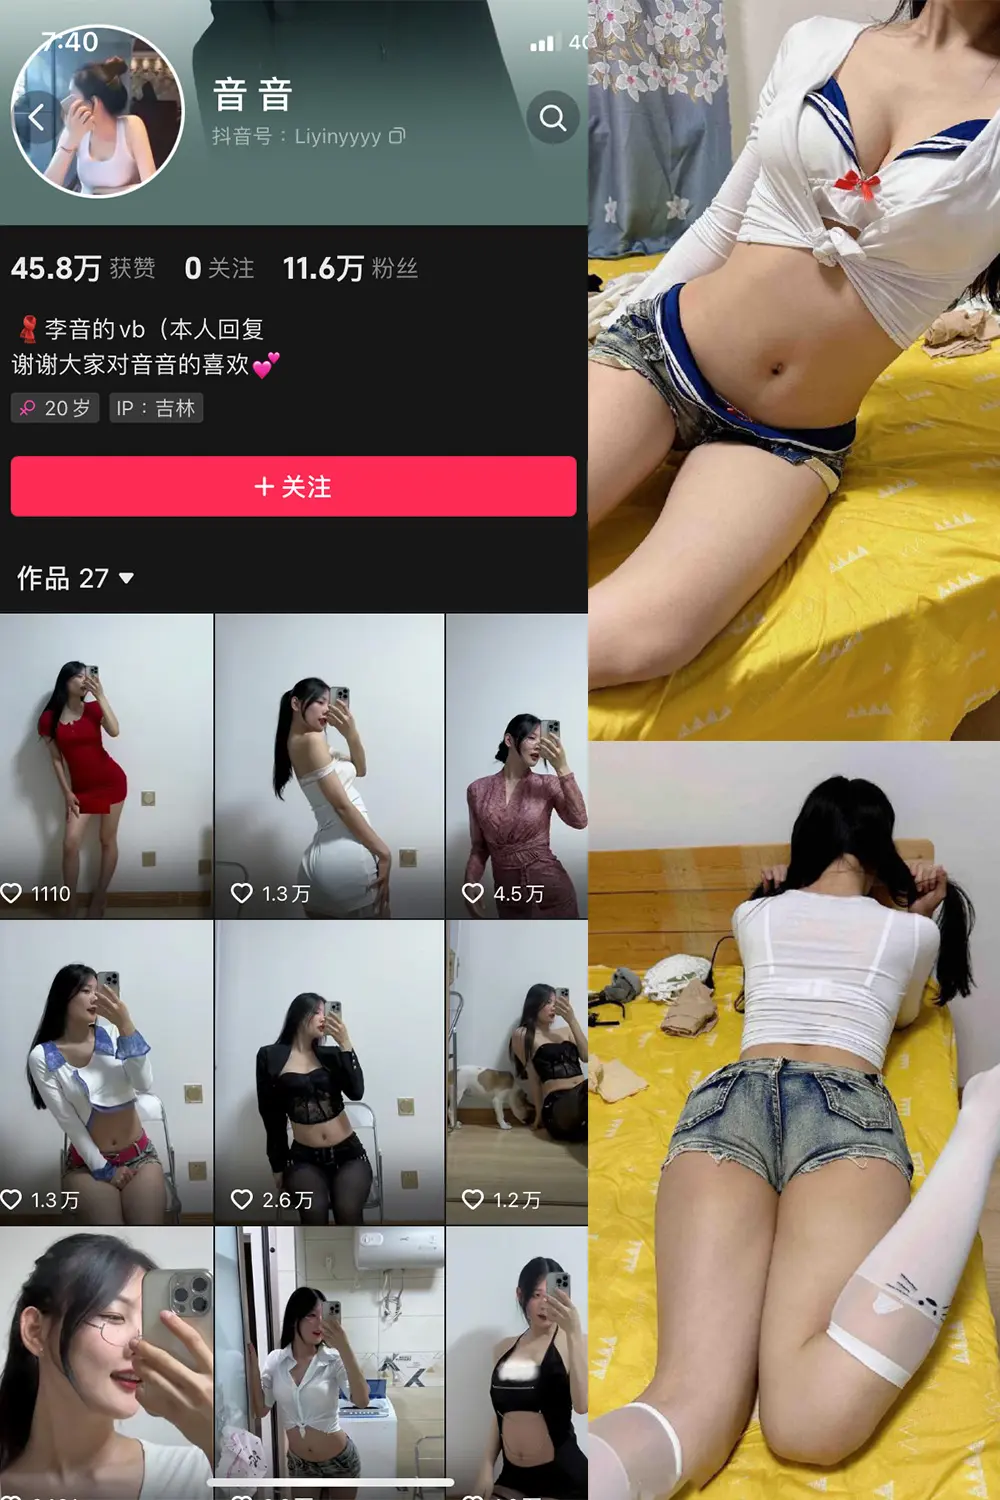 7:40
40
音音
抖音号：Liyinyyyy
45.8万 获赞 0 关注 11.6万 粉丝
李音的vb（本人回复
谢谢大家对音音的喜欢
20岁 IP：吉林
+ 关注
作品 27
1110
1.3万
4.5万
1.3万
2.6万
1.2万